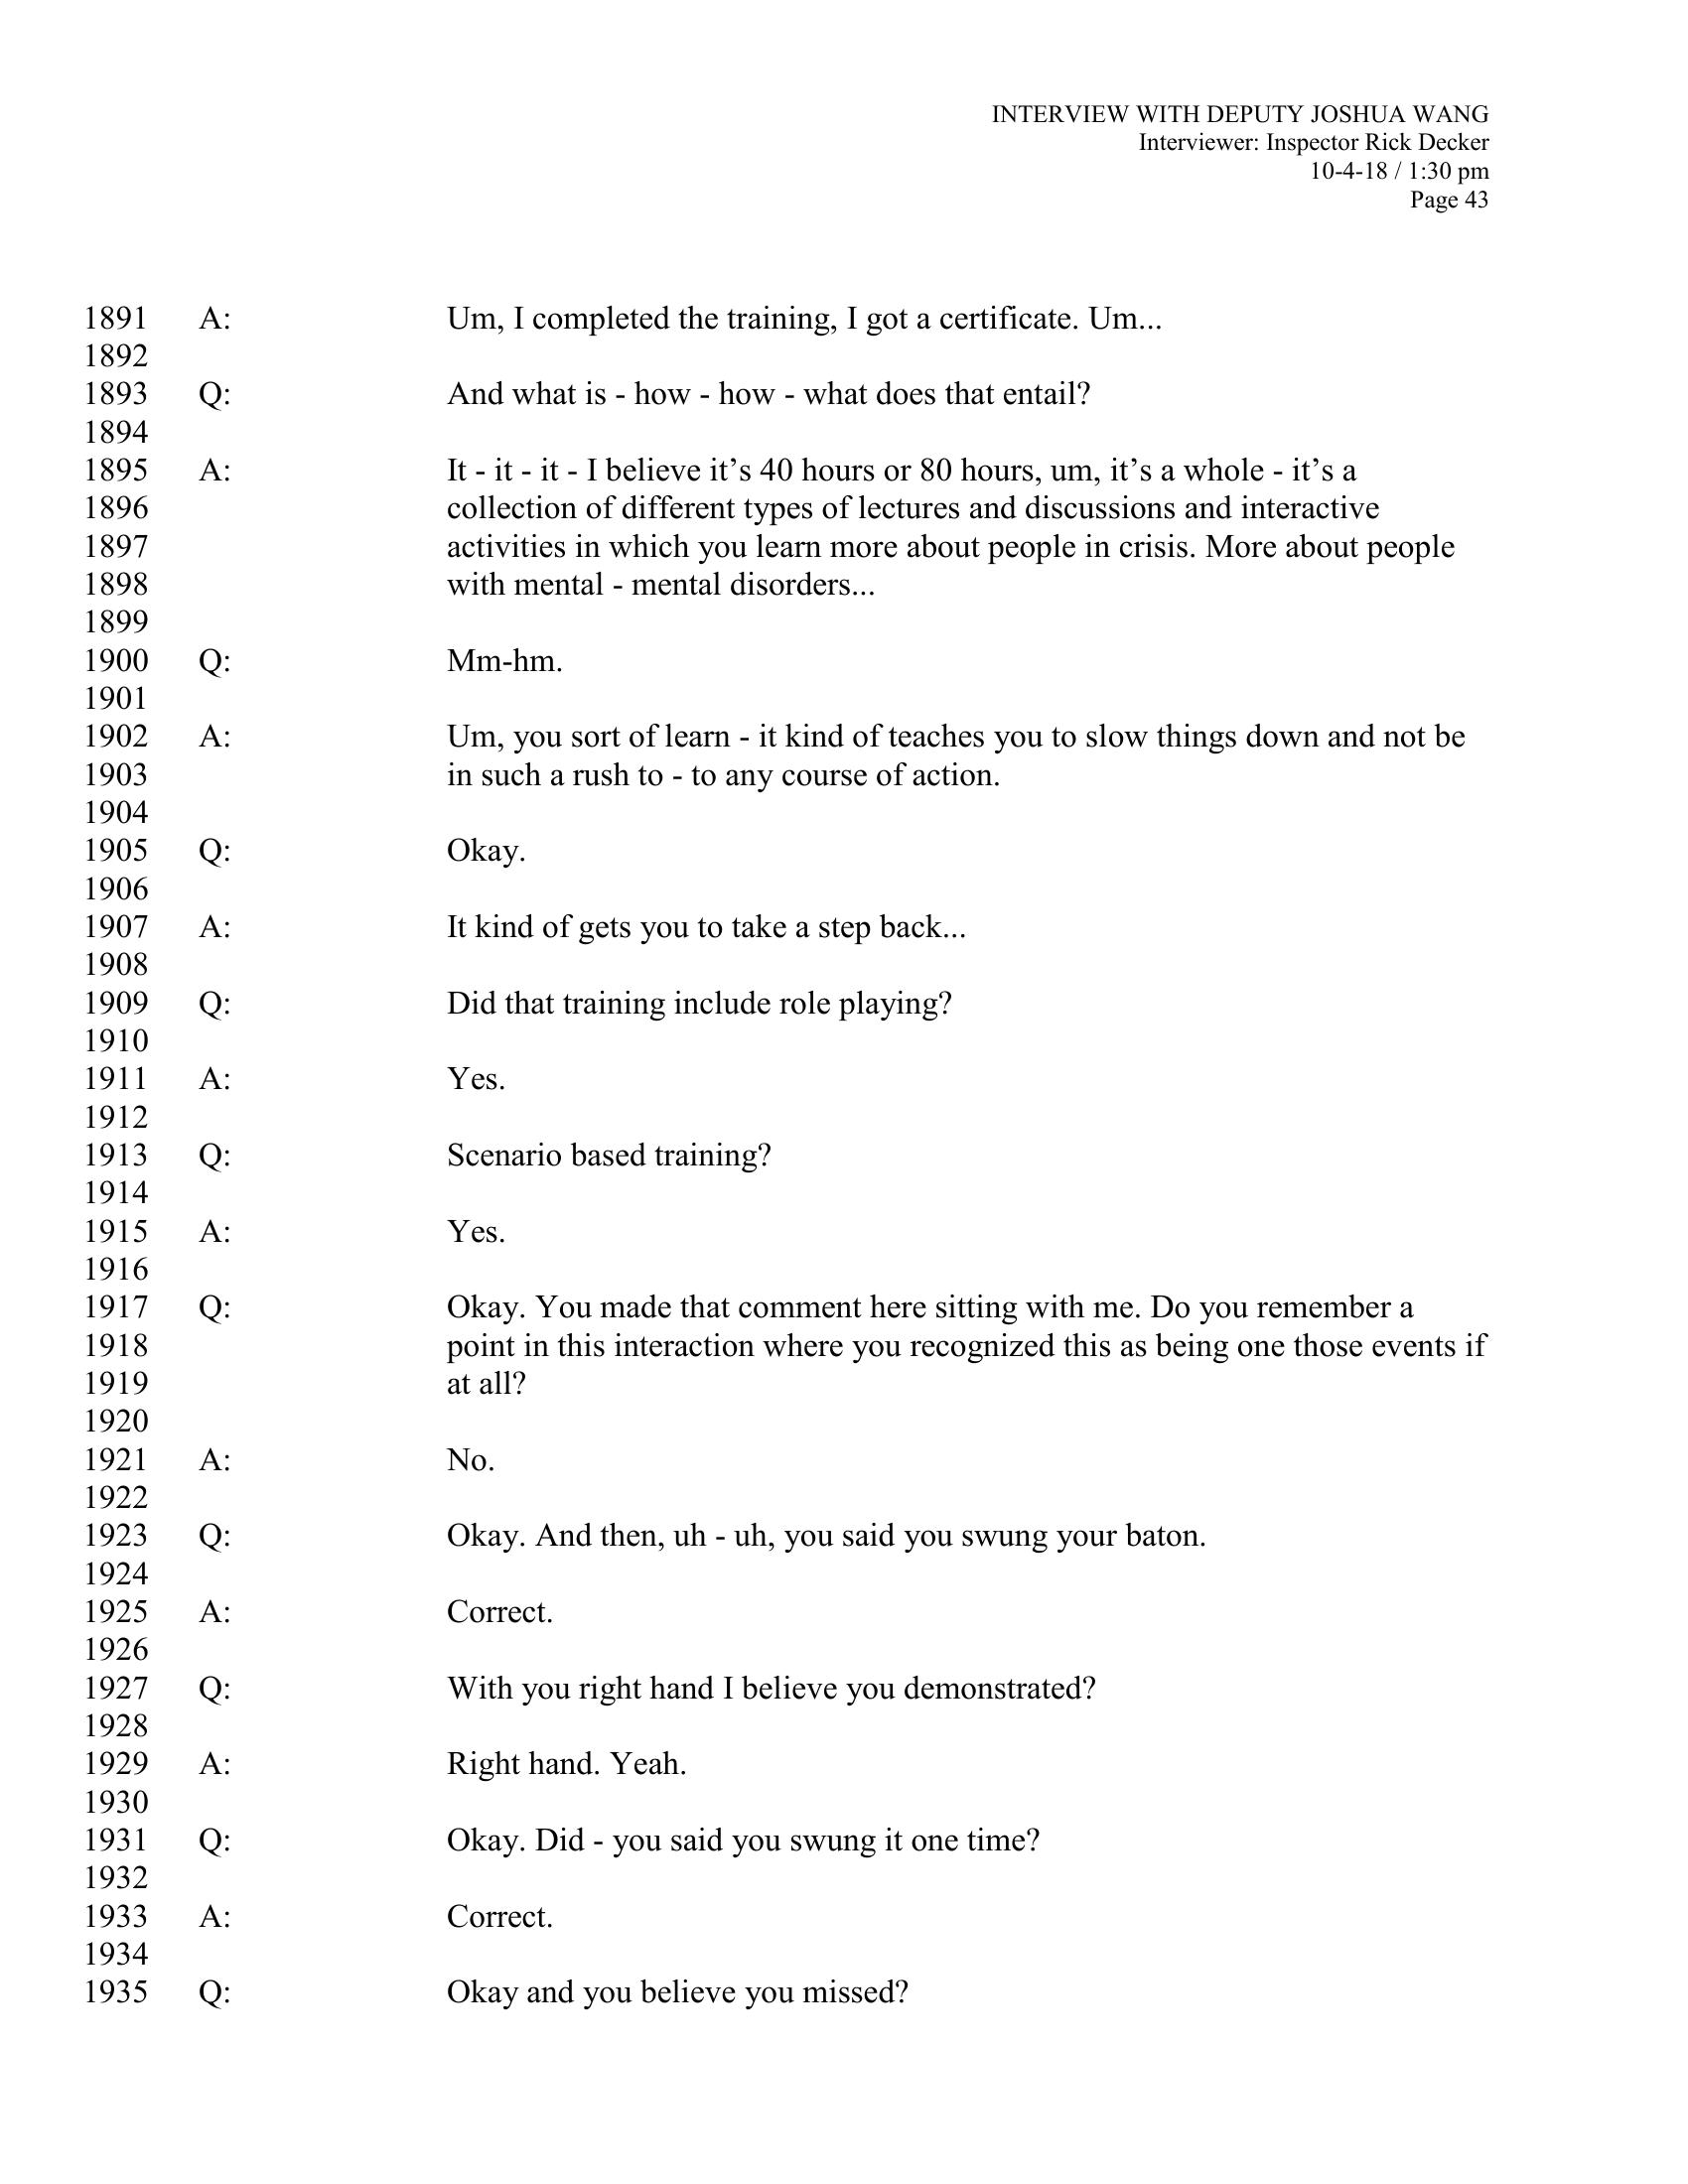 INTERVIEW WITH DEPUTY JOSHUA WANG
Interviewer: Inspector Rick Decker
10-4-18 / 1:30 pm
Page 43
1891 A: Um, I completed the training, I got a certificate. Um...
1892
1893 Q: And what is - how - how - what does that entail?
1894
1895 A: It - it - it - I believe it’s 40 hours or 80 hours, um, it’s a whole - it’s a
1896 collection of different types of lectures and discussions and interactive
1897 activities in which you learn more about people in crisis. More about people
1898 with mental - mental disorders...
1899
1900 Q: Mm-hm.
1901
1902 A: Um, you sort of learn - it kind of teaches you to slow things down and not be
1903 in such a rush to - to any course of action.
1904
1905 Q: Okay.
1906
1907 A: It kind of gets you to take a step back...
1908
1909 Q: Did that training include role playing?
1910
1911 A: Yes.
1912
1913 Q: Scenario based training?
1914
1915 A: Yes.
1916
1917 Q: Okay. You made that comment here sitting with me. Do you remember a
1918 point in this interaction where you recognized this as being one those events if
1919 at all?
1920
1921 A: No.
1922
1923 Q: Okay. And then, uh - uh, you said you swung your baton.
1924
1925 A: Correct.
1926
1927 Q: With you right hand I believe you demonstrated?
1928
1929 A: Right hand. Yeah.
1930
1931 Q: Okay. Did - you said you swung it one time?
1932
1933 A: Correct.
1934
1935 Q: Okay and you believe you missed?